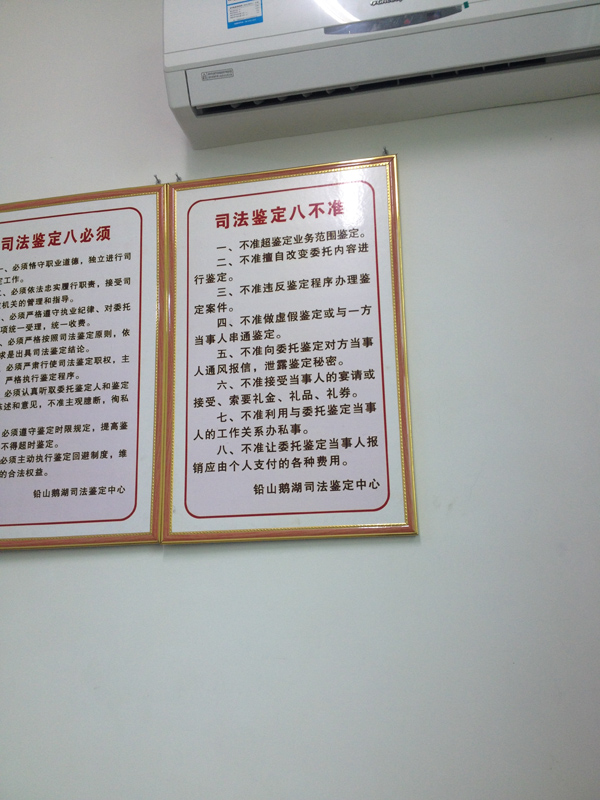 司法鉴定八必须
一、必须恪守职业道德，独立进行司
定工作。
必须依法忠实履行职责，接受司
机关的管理和指导。
必须严格遵守执业纪律、对委托
项统一受理，统一收费。
必须严格按照司法鉴定原则，依
求是出具司法鉴定结论。
必须严肃行使司法鉴定职权，主
严格执行鉴定程序。
必须认真听取委托鉴定人和鉴定
述和意见，不准主观臆断，徇私
必须遵守鉴定时限规定，提高鉴
不得超时鉴定。
必须主动执行鉴定回避制度，维
的合法权益。
铅山鹅湖司法鉴定中心
司法鉴定八不准
一、不准超鉴定业务范围鉴定。
二、不准擅自改变委托内容进
行鉴定。
三、不准违反鉴定程序办理鉴
定案件。
四、不准做虚假鉴定或与一方
当事人串通鉴定。
五、不准向委托鉴定对方当事
人通风报信，泄露鉴定秘密。
六、不准接受当事人的宴请或
接受、索要礼金、礼品、礼券。
七、不准利用与委托鉴定当事
人的工作关系办私事。
八、不准让委托鉴定当事人报
销应由个人支付的各种费用。
铅山鹅湖司法鉴定中心